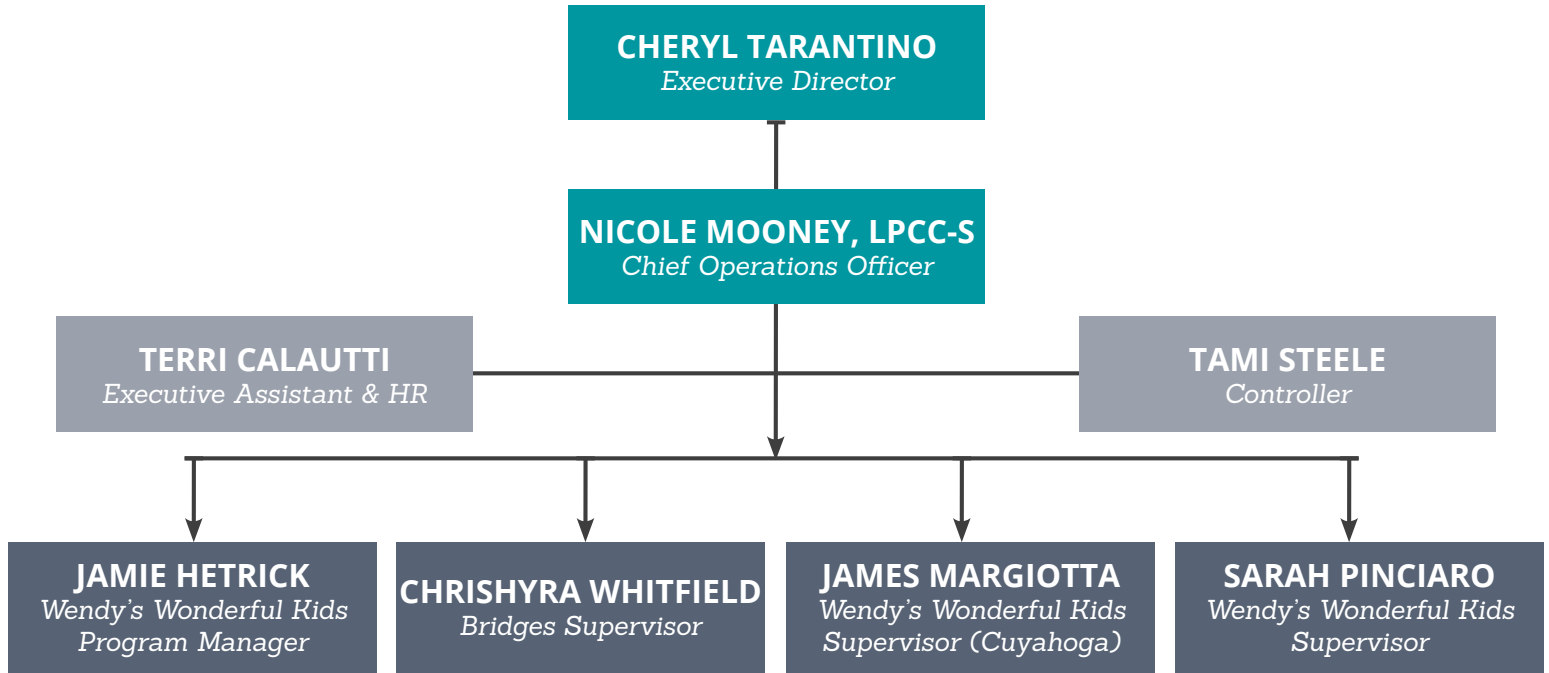 CHERYL TARANTINO
Executive Director
NICOLE MOONEY, LPCC-S
Chief Operations Officer
TERRI CALAUTTI
Executive Assistant & HR
TAMI STEELE
Controller
JAMIE HETRICK
Wendy’s Wonderful Kids
Program Manager
CHRISHYRA WHITFIELD
Bridges Supervisor
JAMES MARGIOTTA
Wendy’s Wonderful Kids
Supervisor (Cuyahoga)
SARAH PINCIARO
Wendy’s Wonderful Kids
Supervisor